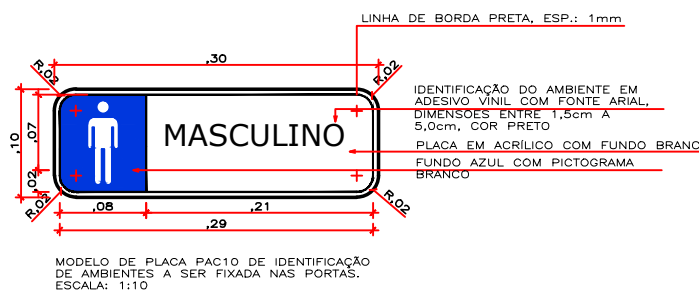 LINHA DE BORDA PRETA, ESP.: 1mm
,30
R,02
R,02
IDENTIFICAÇÃO DO AMBIENTE EM
ADESIVO VINIL COM FONTE ARIAL,
DIMENSÕES ENTRE 1,5cm A
5,0cm, COR PRETO
,10
,07
MASCULINO
PLACA EM ACRÍLICO COM FUNDO BRANC
FUNDO AZUL COM PICTOGRAMA
BRANCO
,02
R,02
R,02
,08
,21
,29
MODELO DE PLACA PAC10 DE IDENTIFICAÇÃO
DE AMBIENTES A SER FIXADA NAS PORTAS.
ESCALA: 1:10